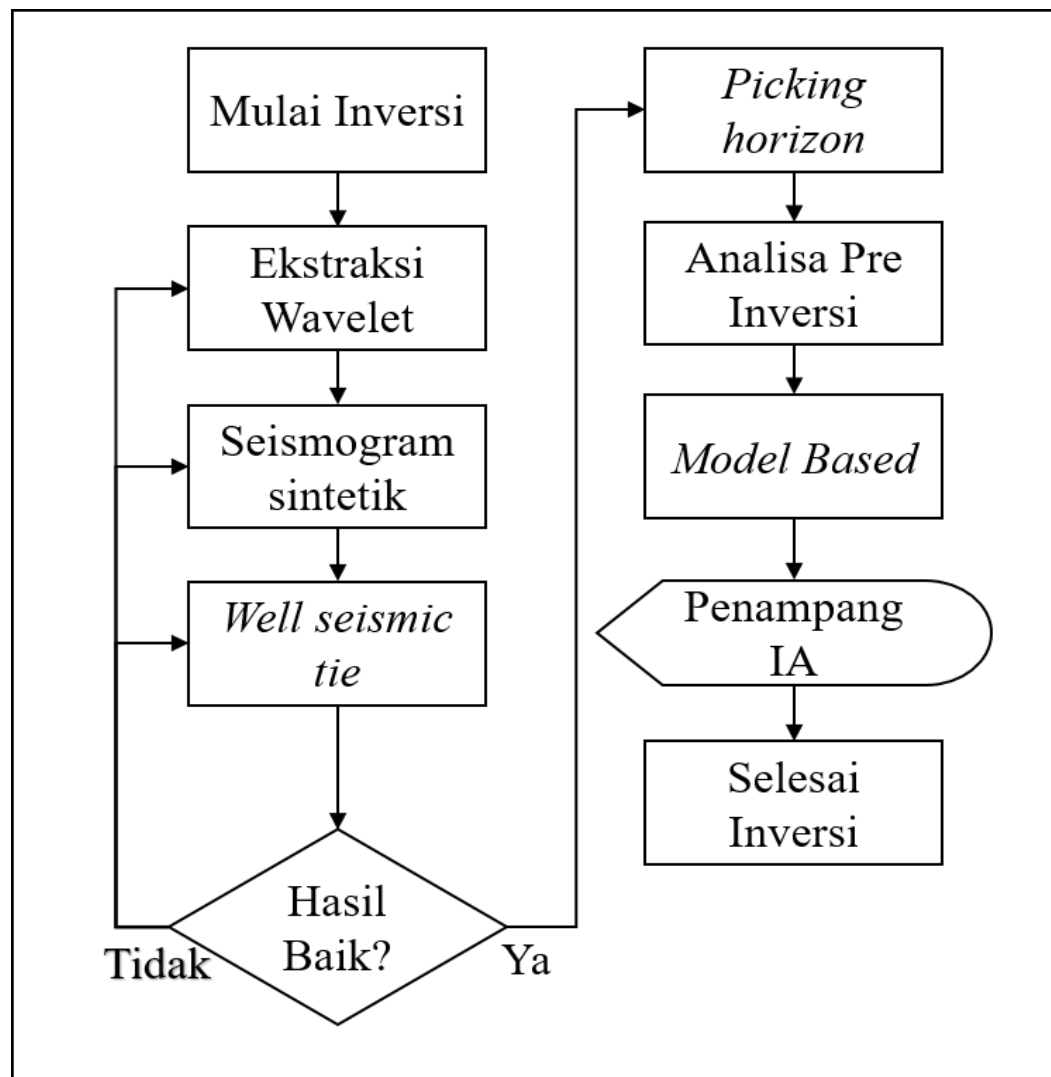 Mulai Inversi
Ekstraksi
Wavelet
Seismogram
sintetik
Well seismic
tie
Hasil
Baik?
Tidak
Ya
Picking
horizon
Analisa Pre
Inversi
Model Based
Penampang
IA
Selesai
Inversi